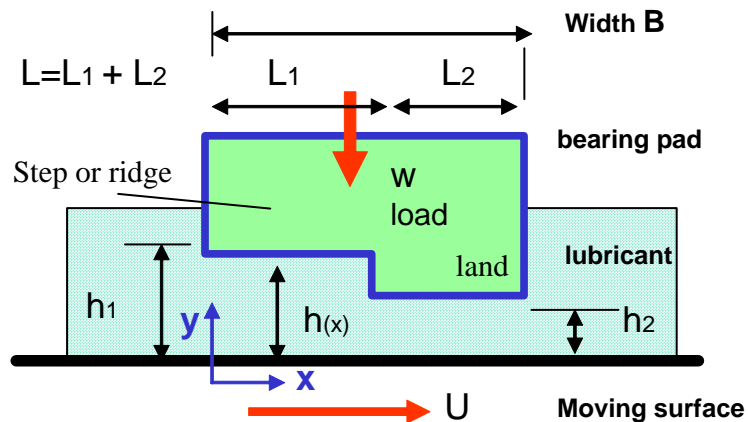 Width B
L=L1 + L2
L1
L2
bearing pad
Step or ridge
w
load
land
lubricant
h1
y
h(x)
h2
x
U
Moving surface